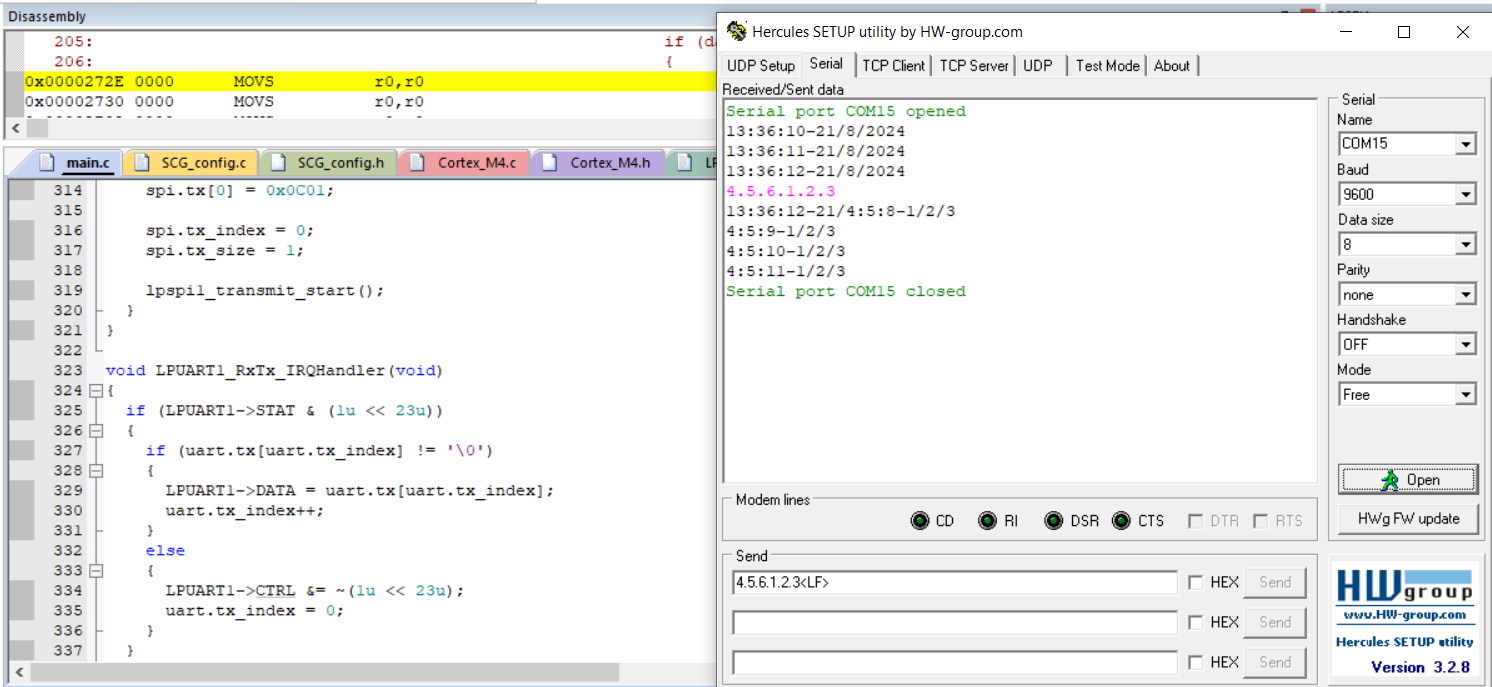 Disassembly
205: if (da
206: {
0x0000272E 0000 MOVS r0,r0
0x00002730 0000 MOVS r0,r0
main.c SCG_config.c SCG_config.h Cortex_M4.c Cortex_M4.h
314 spi.tx[0] = 0x0C01;
315
316 spi.tx_index = 0;
317 spi.tx_size = 1;
318
319 lpspi1_transmit_start();
320 }
321 }
322
323 void LPUART1_RxTx_IRQHandler(void)
324 {
325 if (LPUART1->STAT & (1u << 23u))
326 {
327 if (uart.tx[uart.tx_index] != '\0')
328 {
329 LPUART1->DATA = uart.tx[uart.tx_index];
330 uart.tx_index++;
331 }
332 else
333 {
334 LPUART1->CTRL &= ~(1u << 23u);
335 uart.tx_index = 0;
336 }
337 }
Hercules SETUP utility by HW-group.com
UDP Setup Serial TCP Client TCP Server UDP Test Mode About
Received/Sent data
Serial port COM15 opened
13:36:10-21/8/2024
13:36:11-21/8/2024
13:36:12-21/8/2024
4.5.6.1.2.3
13:36:12-21/4:5:8-1/2/3
4:5:9-1/2/3
4:5:10-1/2/3
4:5:11-1/2/3
Serial port COM15 closed
Serial
Name
COM15
Baud
9600
Data size
8
Parity
none
Handshake
OFF
Mode
Free
Open
HWg FW update
Modem lines
CD RI DSR CTS DTR RTS
Send
4.5.6.1.2.3<LF> HEX Send
HEX Send
HEX Send
HW group
www.HW-group.com
Hercules SETUP utility
Version 3.2.8